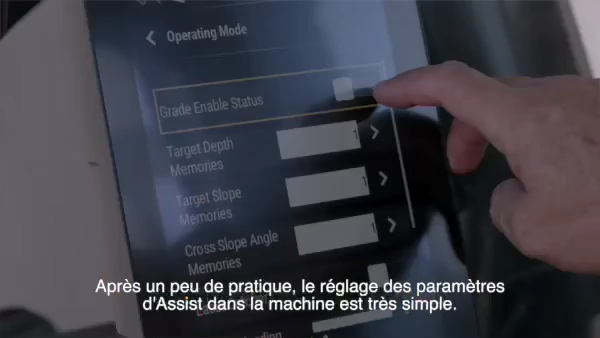 Operating Mode
Grade Enable Status
Target Depth
Memories
1
Target Slope
Memories
1
Cross Slope Angle
Memories
1
Après un peu de pratique, le réglage des paramètres
d'Assist dans la machine est très simple.